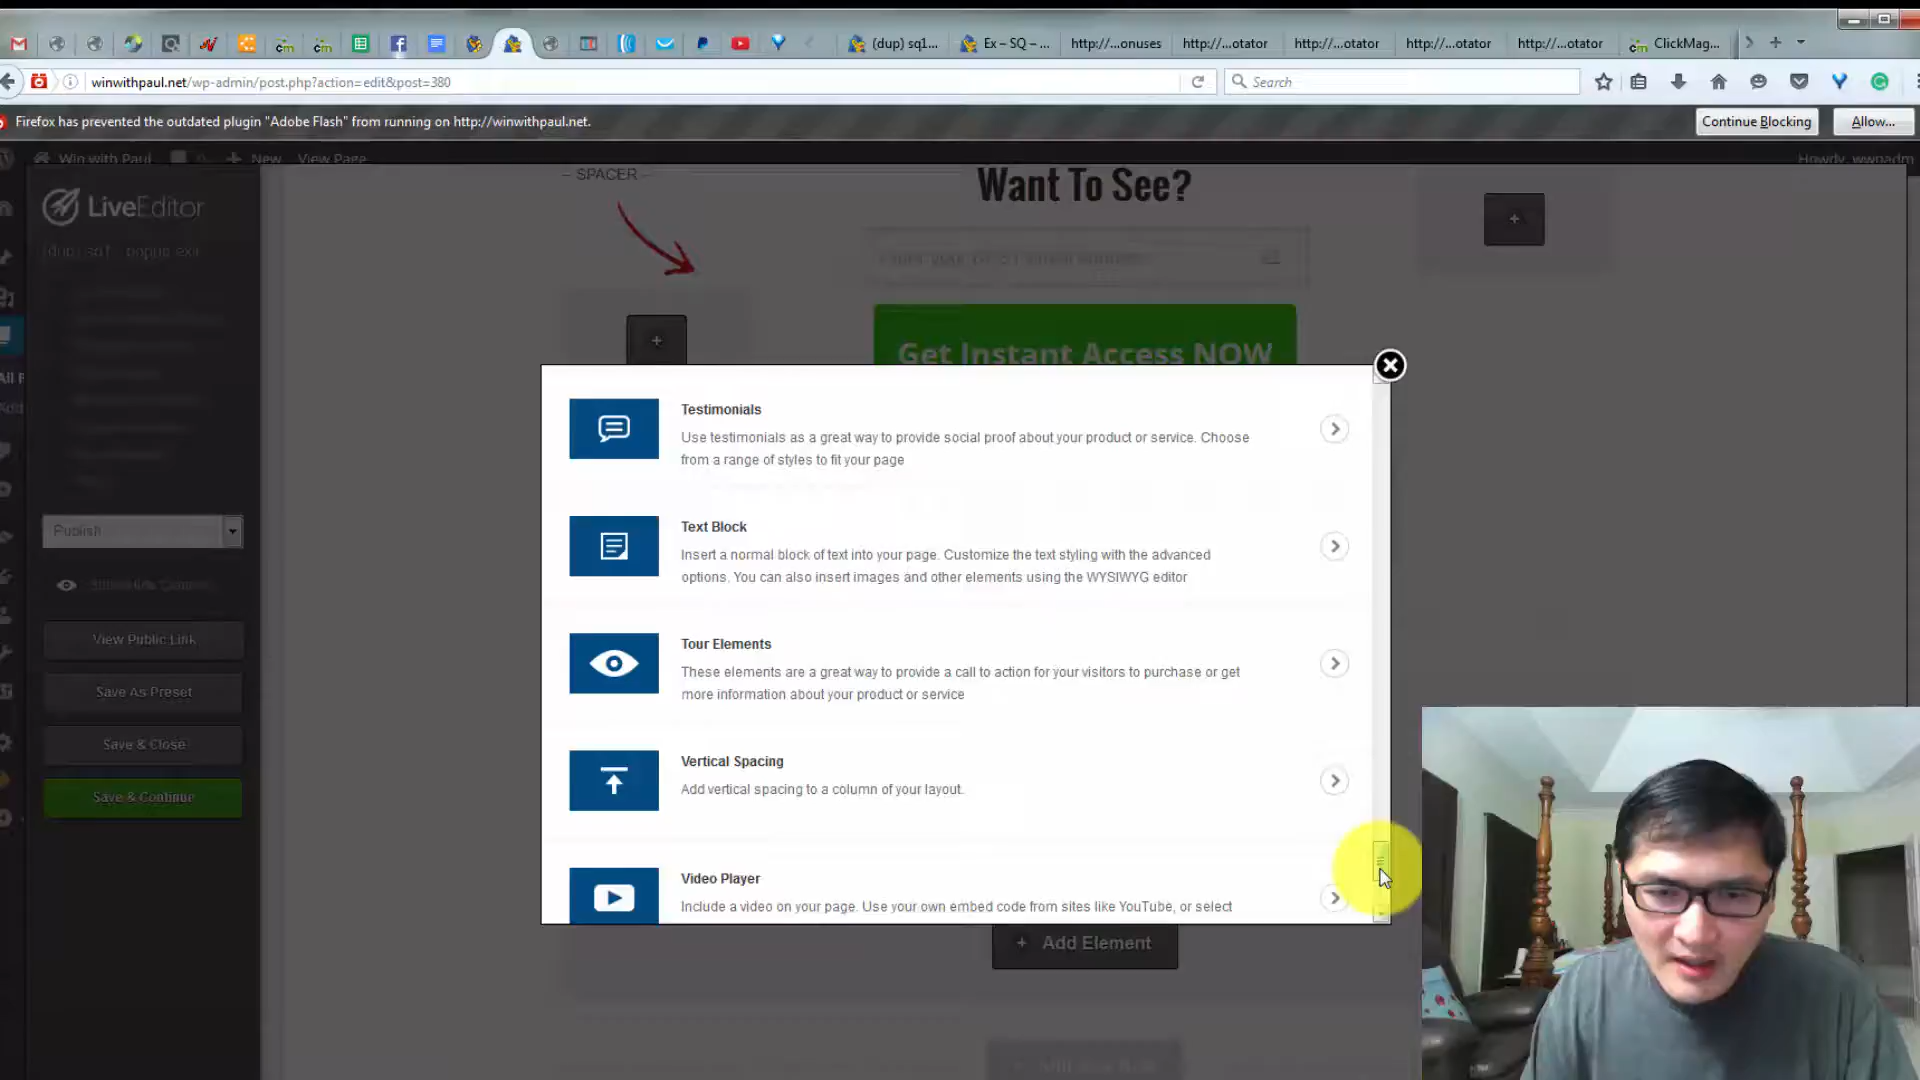 (dup) sq1...
Ex – SQ – ...
http://...onuses
http://...otator
http://...otator
http://...otator
http://...otator
ClickMag...
winwithpaul.net/wp-admin/post.php?action=edit&post=380
Search
Firefox has prevented the outdated plugin "Adobe Flash" from running on http://winwithpaul.net.
Continue Blocking
Allow...
Win with Paul
New
View Page
Howdy, wwpadm
LiveEditor
– SPACER –
Want To See?
Get Instant Access NOW
Testimonials
Use testimonials as a great way to provide social proof about your product or service. Choose
from a range of styles to fit your page
Text Block
Insert a normal block of text into your page. Customize the text styling with the advanced
options. You can also insert images and other elements using the WYSIWYG editor
Tour Elements
These elements are a great way to provide a call to action for your visitors to purchase or get
more information about your product or service
Vertical Spacing
Add vertical spacing to a column of your layout.
Video Player
Include a video on your page. Use your own embed code from sites like YouTube, or select
Publish
View Public Link
Save As Preset
Save & Close
Save & Continue
+ Add Element